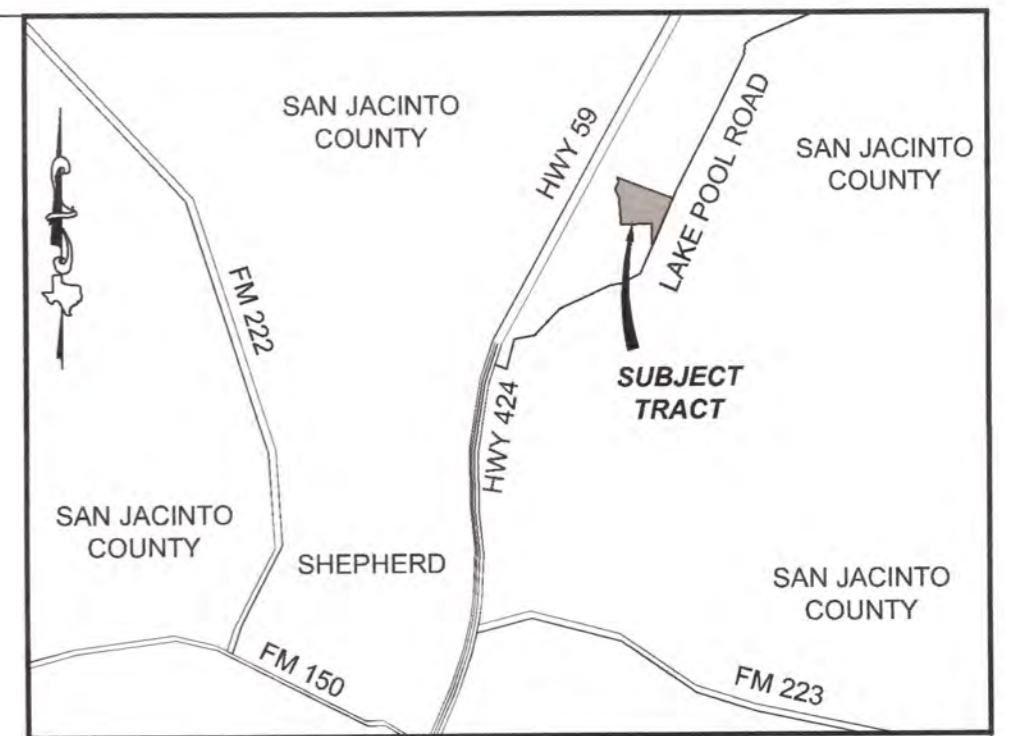 SAN JACINTO
COUNTY
HWY 59
LAKE POOL ROAD
SAN JACINTO
COUNTY
FM 222
SUBJECT
TRACT
HWY 424
SAN JACINTO
COUNTY
SHEPHERD
SAN JACINTO
COUNTY
FM 150
FM 223